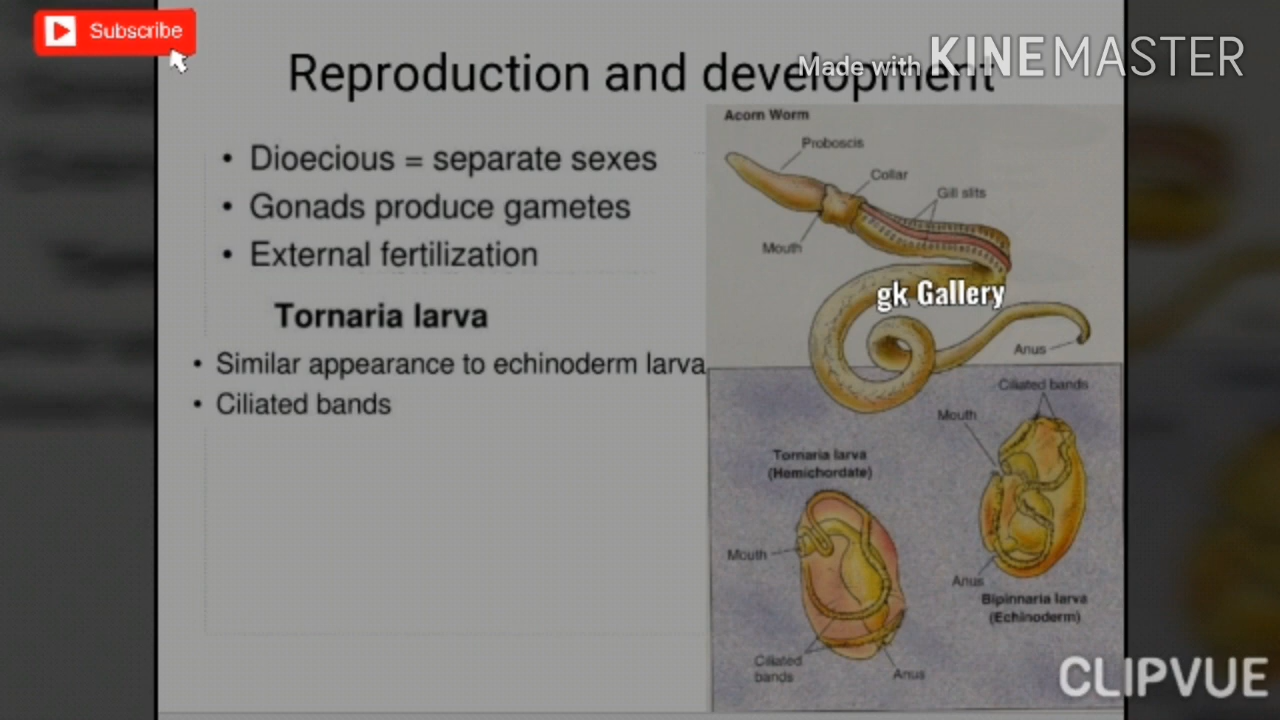 Subscribe
Made with KINEMASTER
Reproduction and development
• Dioecious = separate sexes
• Gonads produce gametes
• External fertilization
Tornaria larva
• Similar appearance to echinoderm larva
• Ciliated bands
Acorn Worm
Proboscis
Collar
Gill slits
Mouth
gk Gallery
Anus
Ciliated bands
Mouth
Tornaria larva
(Hemichordate)
Mouth
Anus
Bipinnaria larva
(Echinoderm)
Ciliated
bands
Anus
CLIPVUE